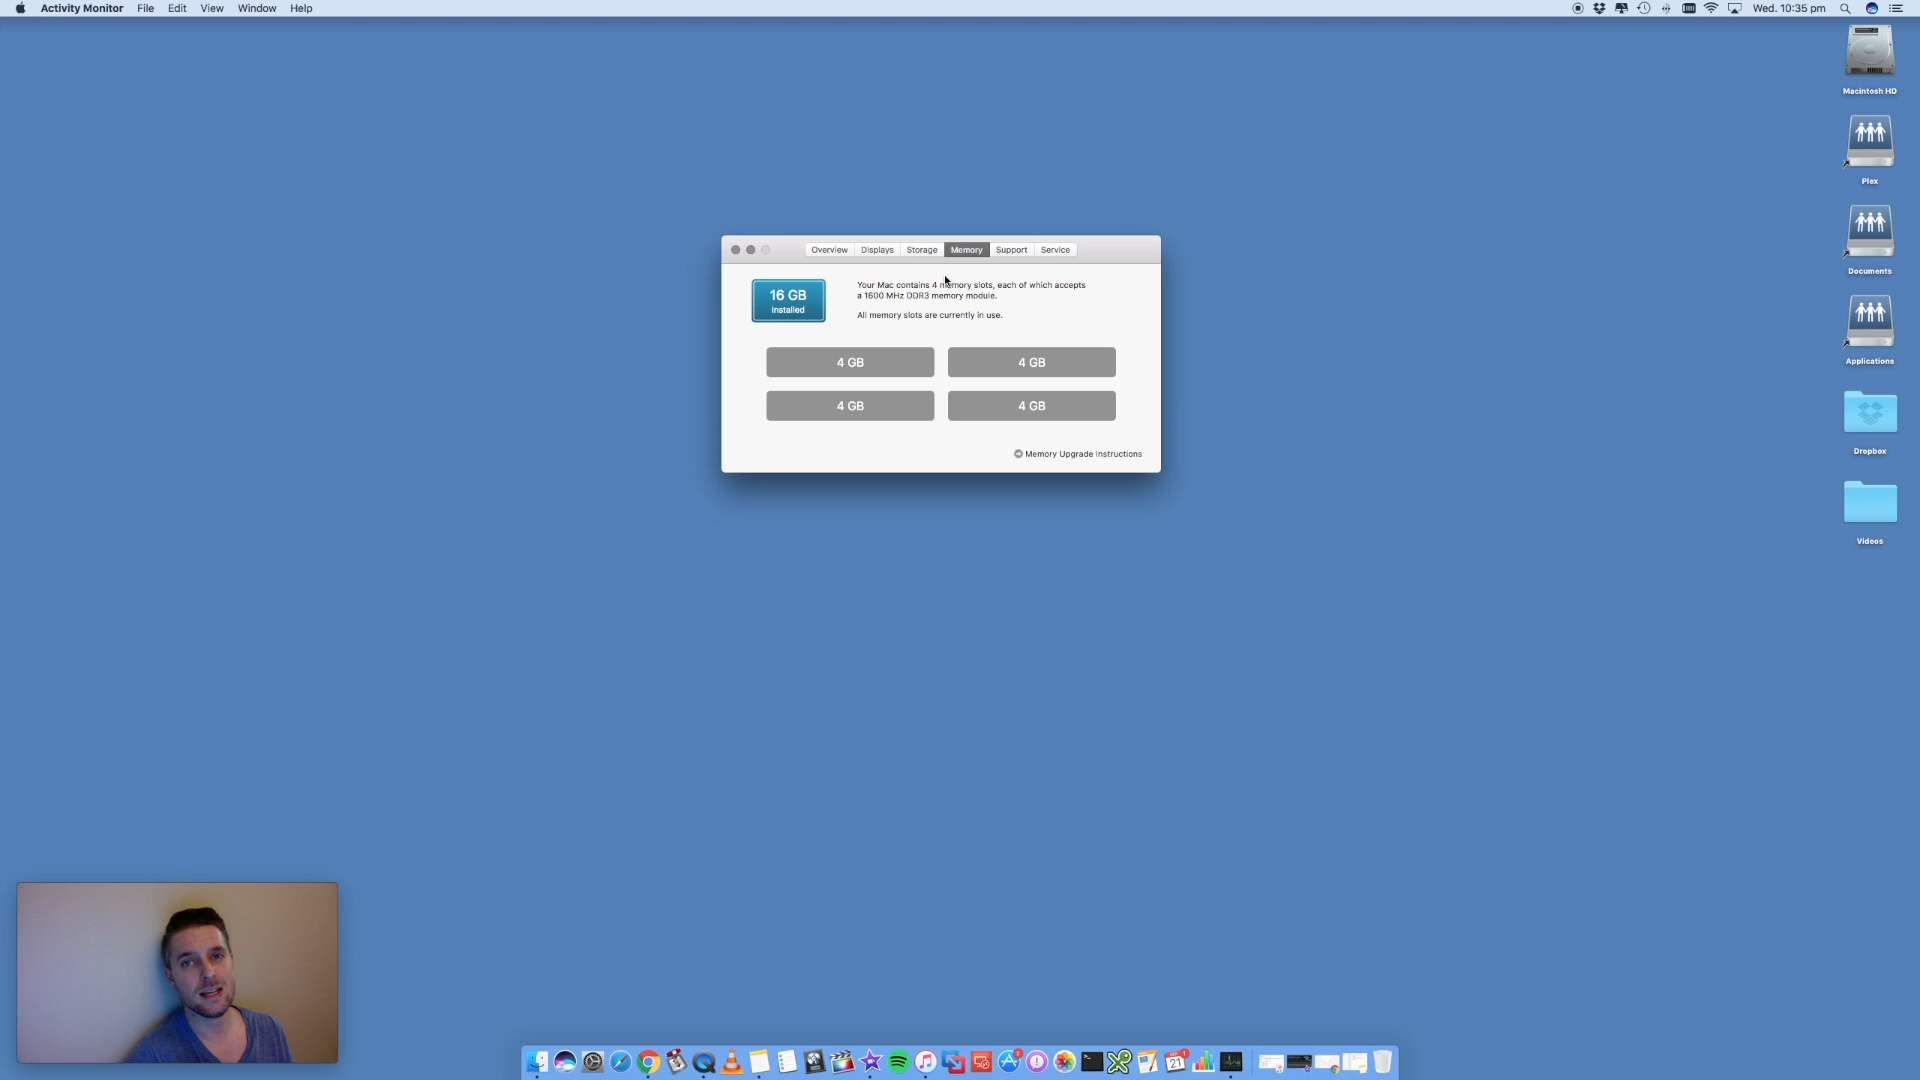 Activity Monitor File Edit View Window Help
Wed. 10:35 pm
Macintosh HD
Plex
Documents
Applications
Dropbox
Videos
Overview Displays Storage Memory Support Service
16 GB
Installed
Your Mac contains 4 memory slots, each of which accepts
a 1600 MHz DDR3 memory module.
All memory slots are currently in use.
4 GB 4 GB
4 GB 4 GB
Memory Upgrade Instructions
21